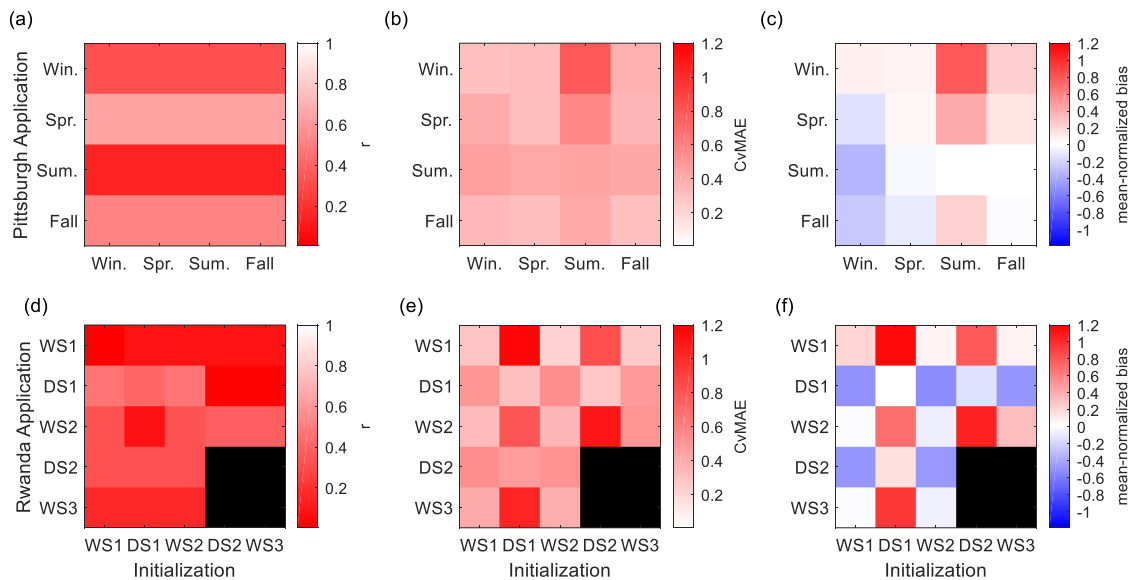 (a)
(b)
(c)
Pittsburgh Application
Win.
Spr.
Sum.
Fall
Win. Spr. Sum. Fall
1
0.8
0.6
0.4
0.2
r
Win.
Spr.
Sum.
Fall
Win. Spr. Sum. Fall
1.2
1
0.8
0.6
0.4
0.2
CvMAE
Win.
Spr.
Sum.
Fall
Win. Spr. Sum. Fall
1.2
1
0.8
0.6
0.4
0.2
0
-0.2
-0.4
-0.6
-0.8
-1
mean-normalized bias
(d)
(e)
(f)
Rwanda Application
WS1
DS1
WS2
DS2
WS3
WS1 DS1 WS2 DS2 WS3
Initialization
1
0.8
0.6
0.4
0.2
r
WS1
DS1
WS2
DS2
WS3
WS1 DS1 WS2 DS2 WS3
Initialization
1.2
1
0.8
0.6
0.4
0.2
CvMAE
WS1
DS1
WS2
DS2
WS3
WS1 DS1 WS2 DS2 WS3
Initialization
1.2
1
0.8
0.6
0.4
0.2
0
-0.2
-0.4
-0.6
-0.8
-1
mean-normalized bias